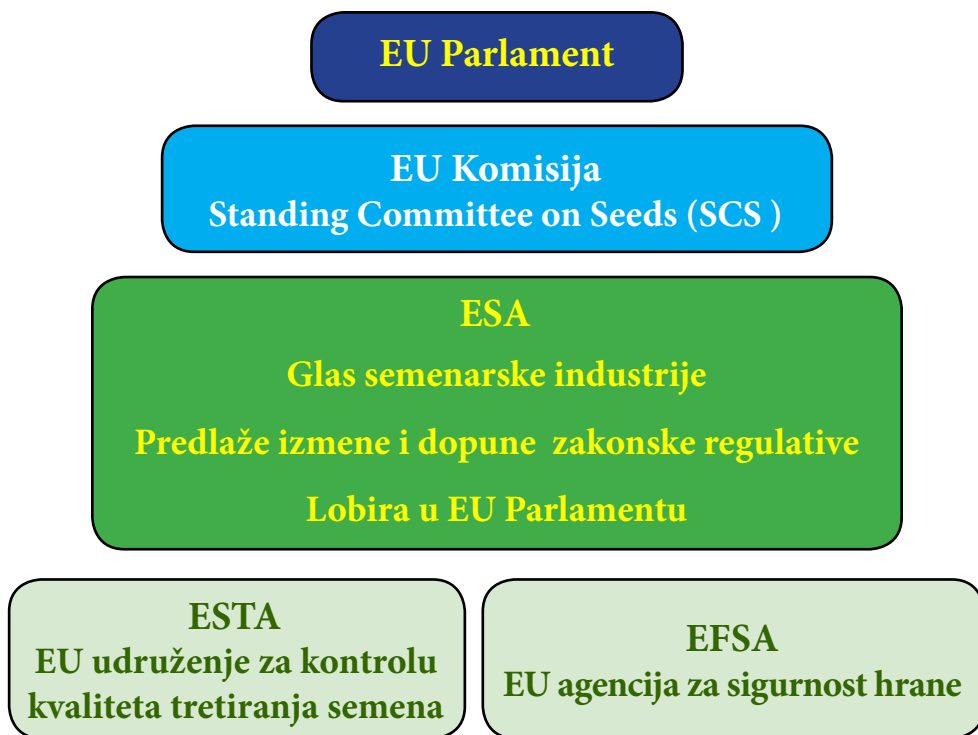 EU Parlament
EU Komisija
Standing Committee on Seeds (SCS )
ESA
Glas semenarske industrije
Predlaže izmene i dopune  zakonske regulative
Lobira u EU Parlamentu
ESTA
EU udruženje za kontrolu
kvaliteta tretiranja semena
EFSA
EU agencija za sigurnost hrane